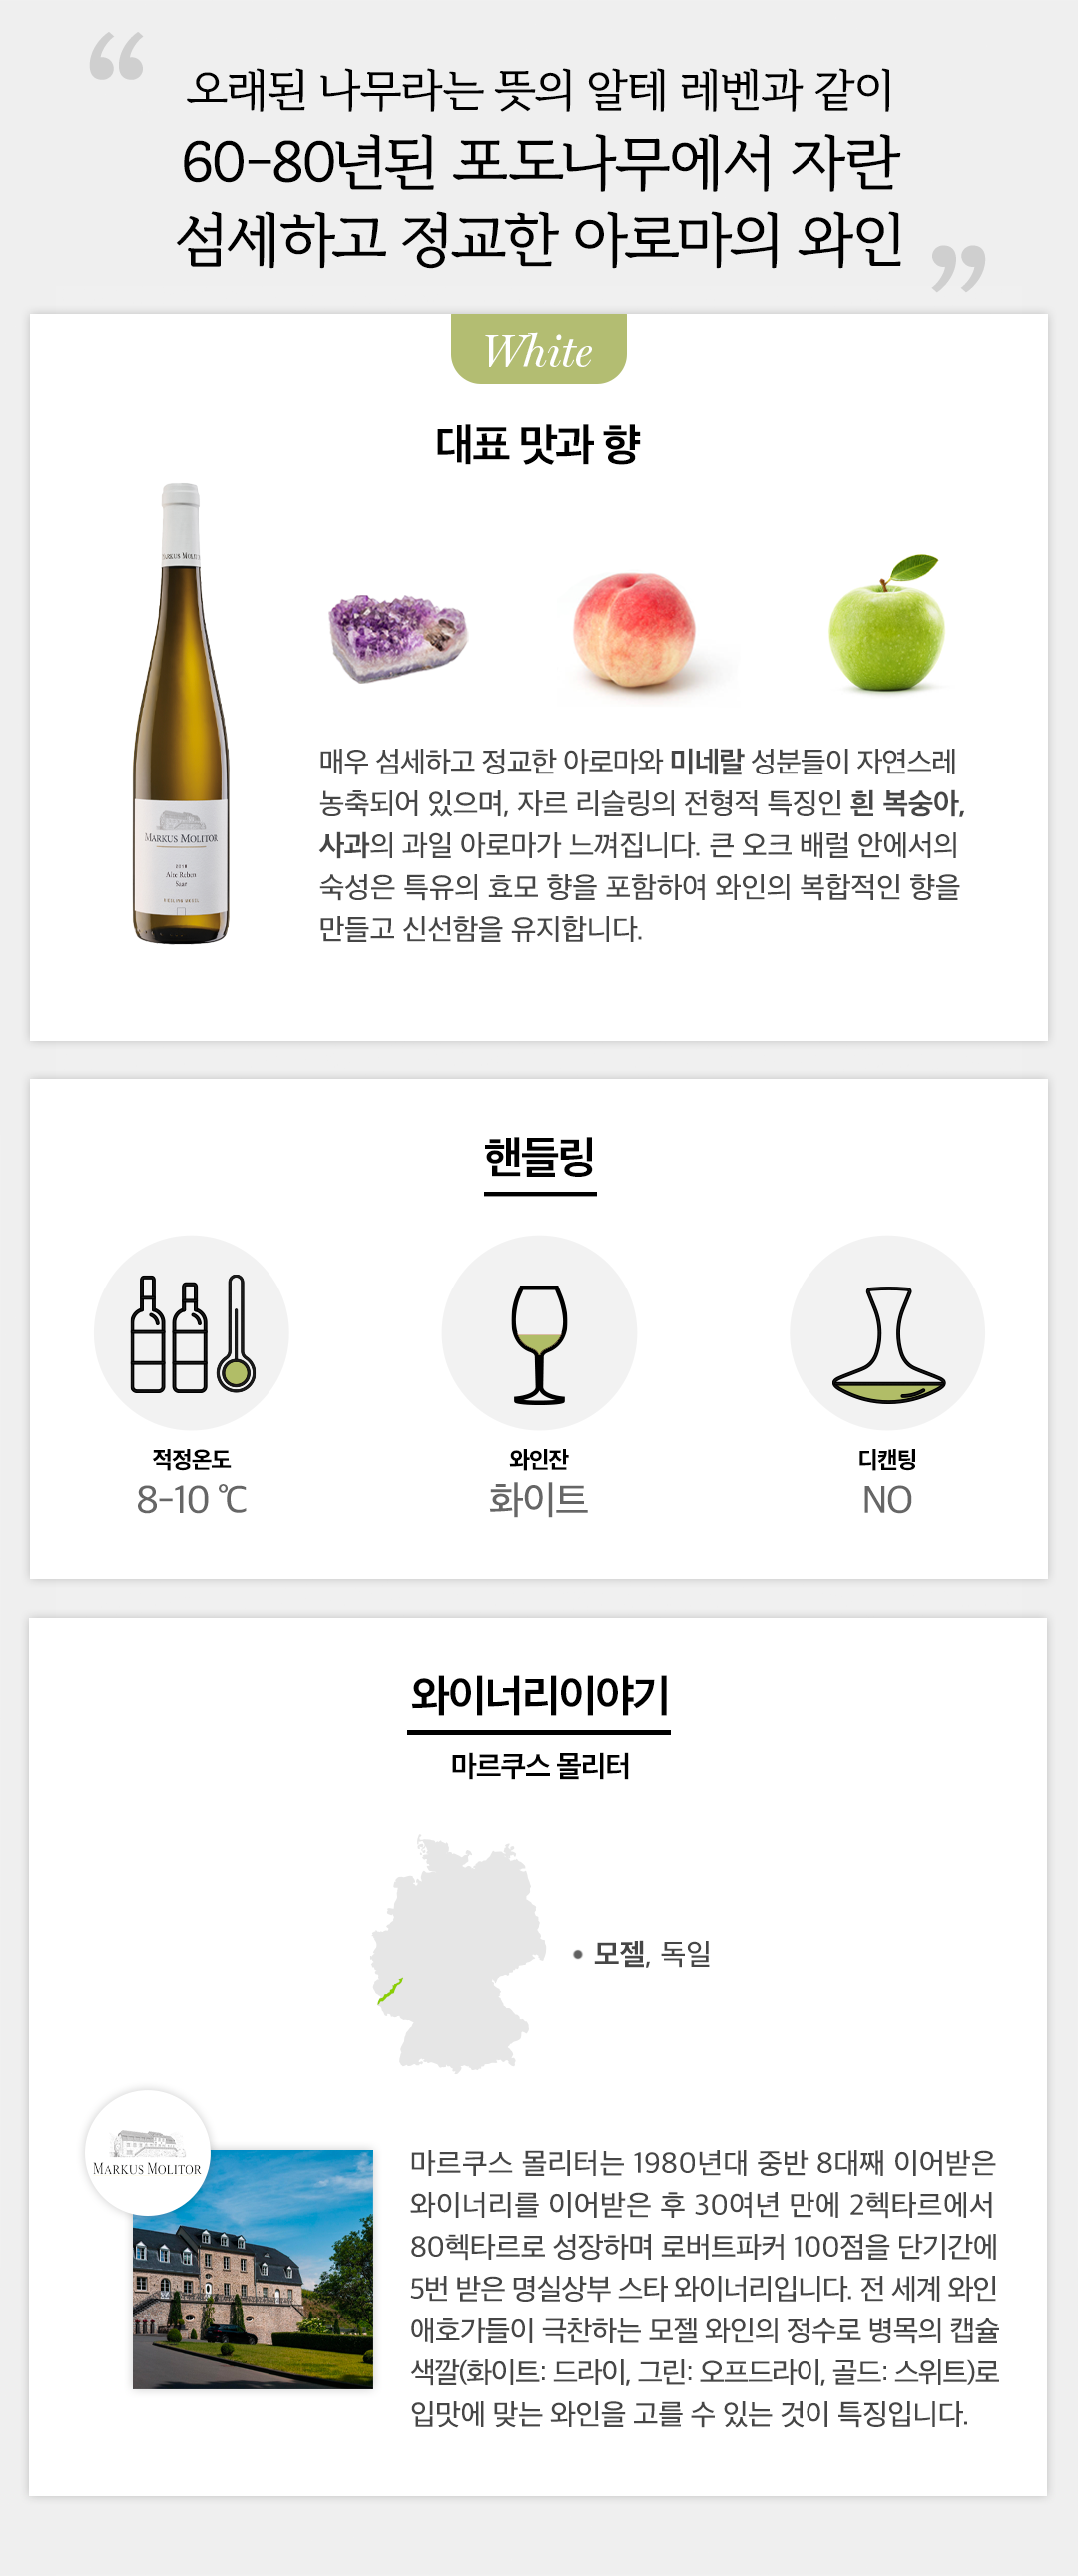 “
오래된 나무라는 뜻의 알테 레벤과 같이
60-80년된 포도나무에서 자란
섬세하고 정교한 아로마의 와인
”
White
대표 맛과 향
MARKUS MOLITOR
MARKUS MOLITOR
2018
Alte Reben
Saar
RIESLING MOSEL
매우 섬세하고 정교한 아로마와 미네랄 성분들이 자연스레
농축되어 있으며, 자르 리슬링의 전형적 특징인 흰 복숭아,
사과의 과일 아로마가 느껴집니다. 큰 오크 배럴 안에서의
숙성은 특유의 효모 향을 포함하여 와인의 복합적인 향을
만들고 신선함을 유지합니다.
핸들링
적정온도
8-10 ℃
와인잔
화이트
디캔팅
NO
와이너리이야기
마르쿠스 몰리터
• 모젤, 독일
MARKUS MOLITOR
마르쿠스 몰리터는 1980년대 중반 8대째 이어받은
와이너리를 이어받은 후 30여년 만에 2헥타르에서
80헥타르로 성장하며 로버트파커 100점을 단기간에
5번 받은 명실상부 스타 와이너리입니다. 전 세계 와인
애호가들이 극찬하는 모젤 와인의 정수로 병목의 캡슐
색깔(화이트: 드라이, 그린: 오프드라이, 골드: 스위트)로
입맛에 맞는 와인을 고를 수 있는 것이 특징입니다.